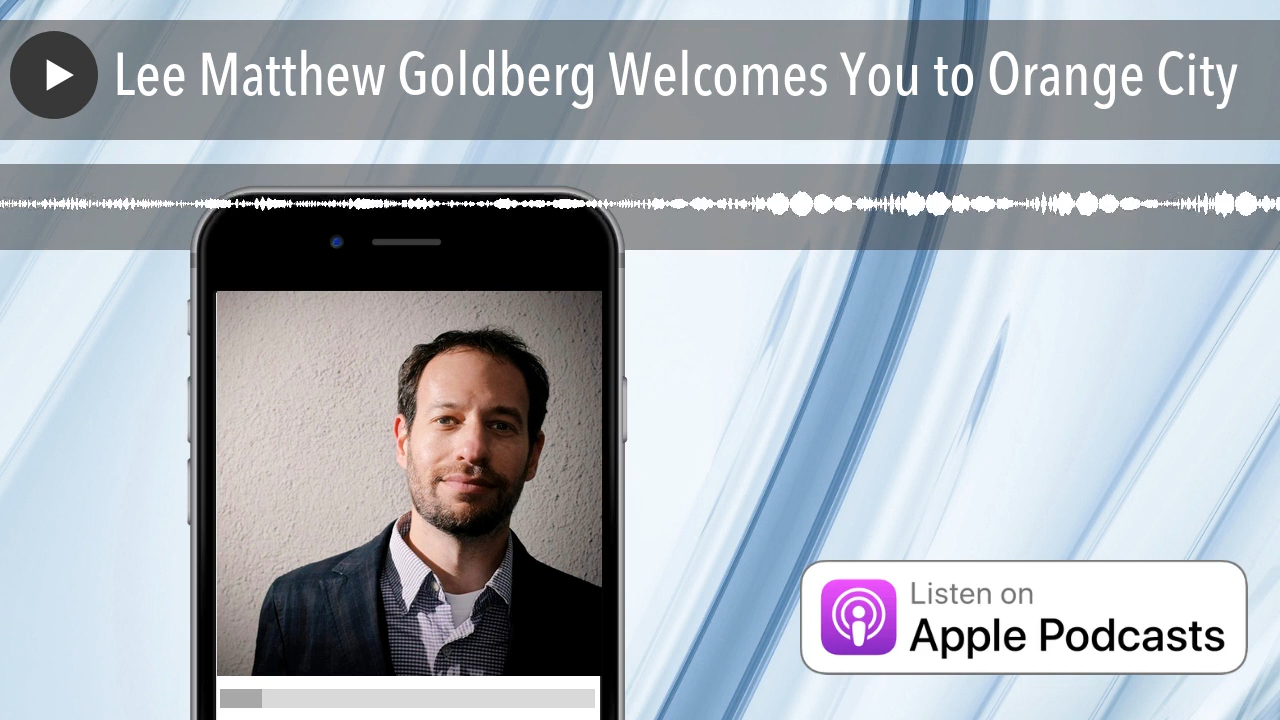 Lee Matthew Goldberg Welcomes You to Orange City
Listen on
Apple Podcasts